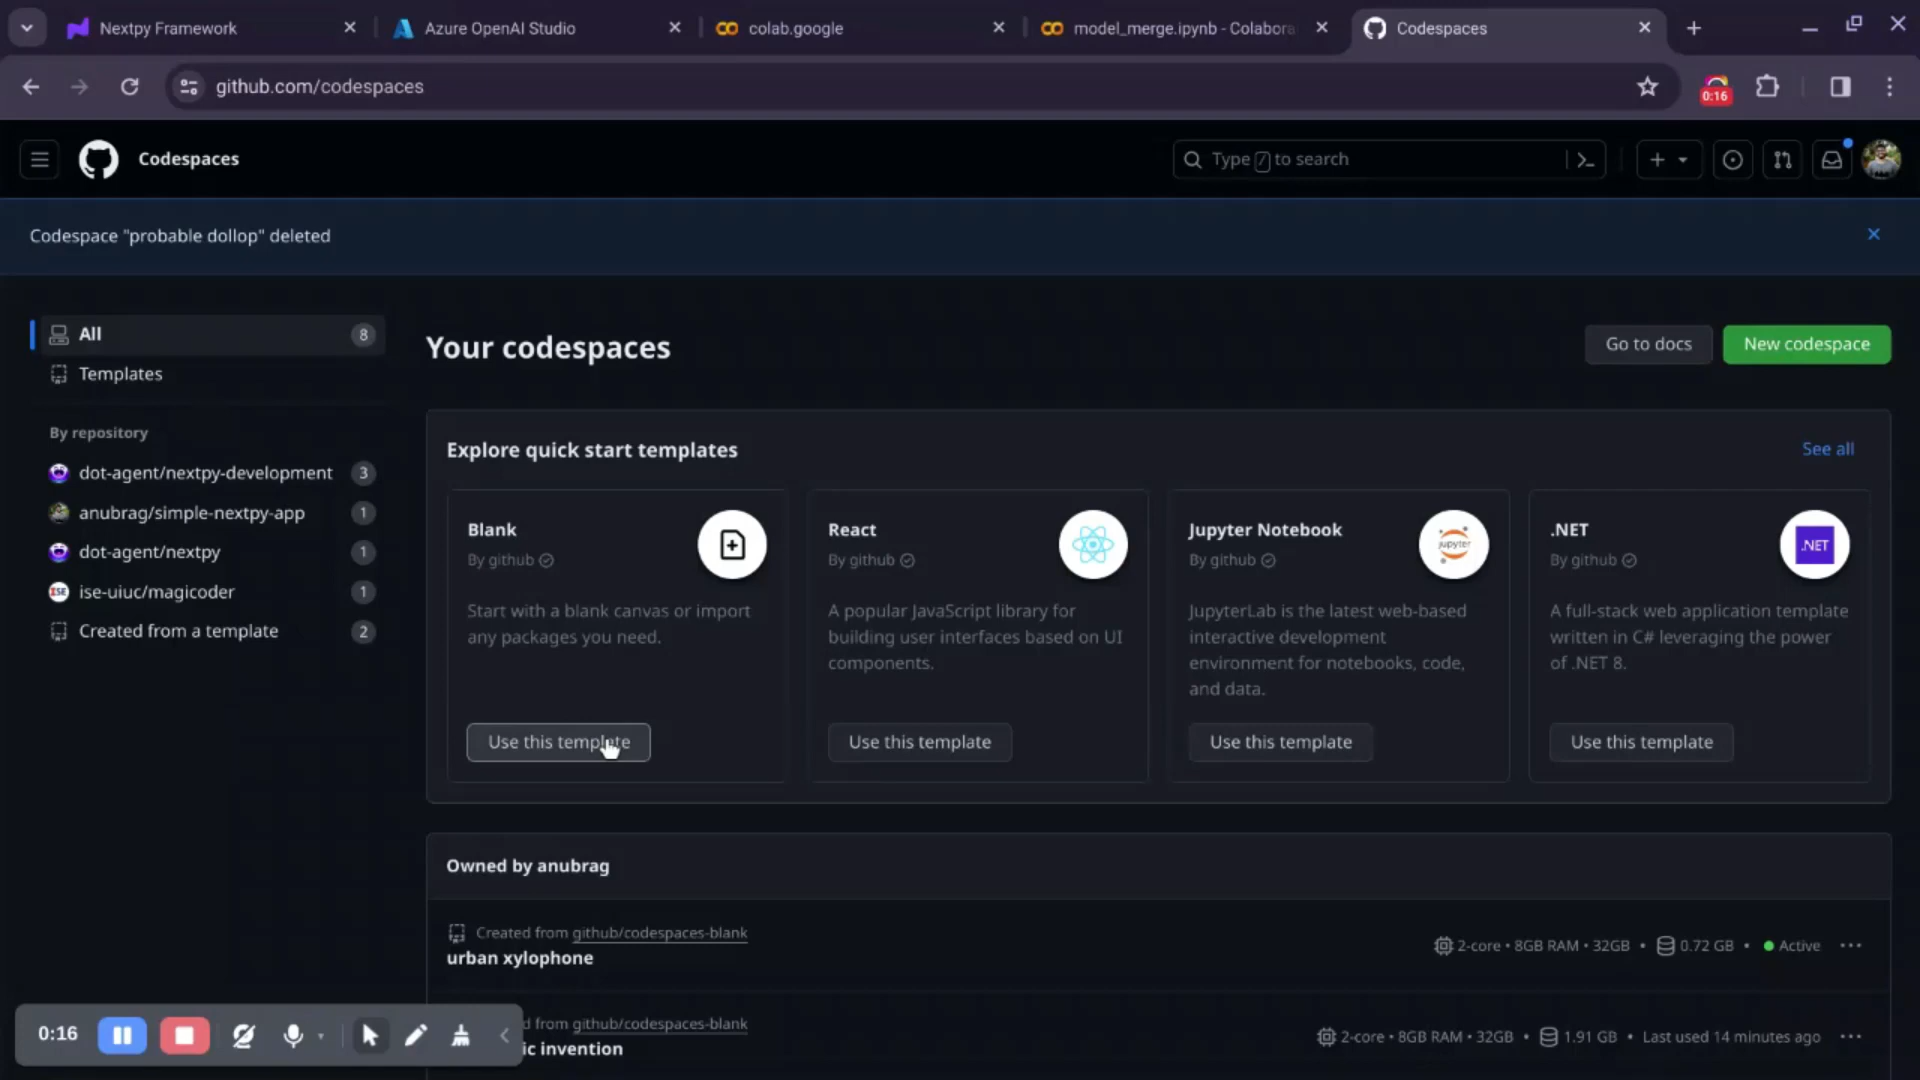 Nextpy Framework
Azure OpenAI Studio
colab.google
model_merge.ipynb - Colabora
Codespaces
github.com/codespaces
0:16
Codespaces
Type / to search
Codespace "probable dollop" deleted
All 8
Templates
By repository
dot-agent/nextpy-development 3
anubrag/simple-nextpy-app 1
dot-agent/nextpy 1
ise-uiuc/magicoder 1
Created from a template 2
Your codespaces
Go to docs
New codespace
Explore quick start templates
See all
Blank
By github
Start with a blank canvas or import
any packages you need.
Use this template
React
By github
A popular JavaScript library for
building user interfaces based on UI
components.
Use this template
Jupyter Notebook
By github
jupyter
JupyterLab is the latest web-based
interactive development
environment for notebooks, code,
and data.
Use this template
.NET
By github
.NET
A full-stack web application template
written in C# leveraging the power
of .NET 8.
Use this template
Owned by anubrag
Created from github/codespaces-blank
urban xylophone
2-core • 8GB RAM • 32GB • 0.72 GB • Active
d from github/codespaces-blank
ic invention
2-core • 8GB RAM • 32GB • 1.91 GB • Last used 14 minutes ago
0:16